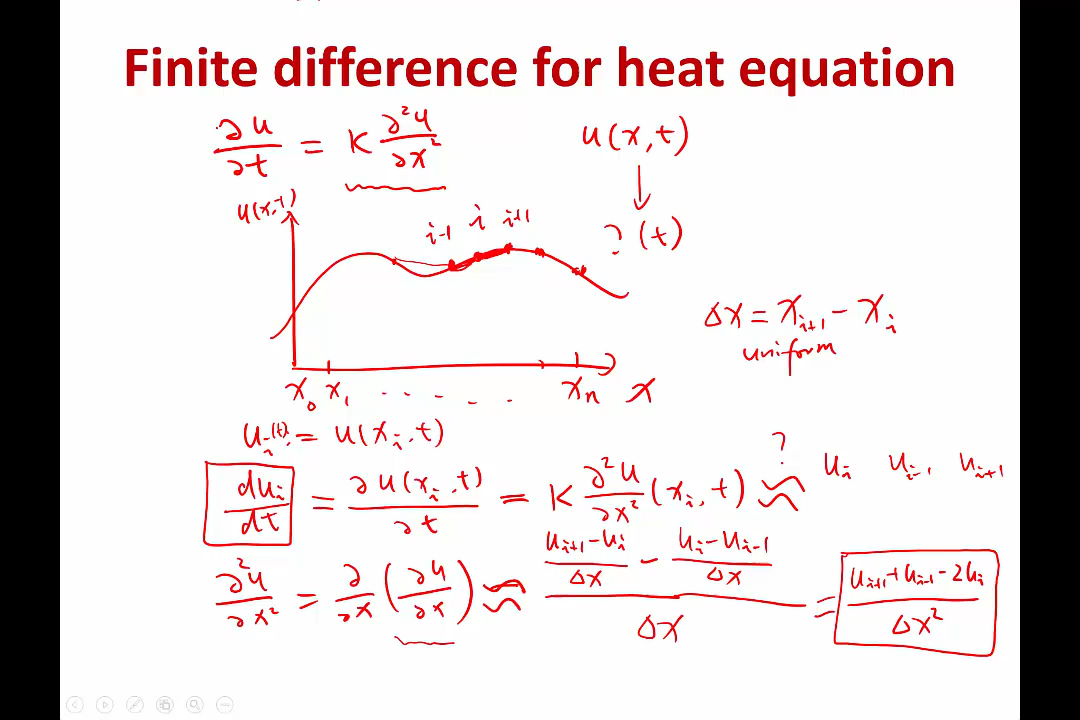 Finite difference for heat equation
∂u/∂t = K ∂²u/∂x²
u(x,t)
u(x,t)
i-1 i i+1
?(t)
Δx = x_{i+1} - x_i
uniform
x_0 x_1 ...... x_n x
u_i(t) = u(x_i,t)
du_i/dt = ∂u(x_i,t)/∂t = K ∂²u/∂x² (x_i,t) ≈ ? u_i u_{i-1} u_{i+1}
∂²u/∂x² = ∂/∂x (∂u/∂x) ≈ ((u_{i+1}-u_i)/Δx - (u_i-u_{i-1})/Δx)/Δx = (u_{i+1}+u_{i-1}-2u_i)/Δx²